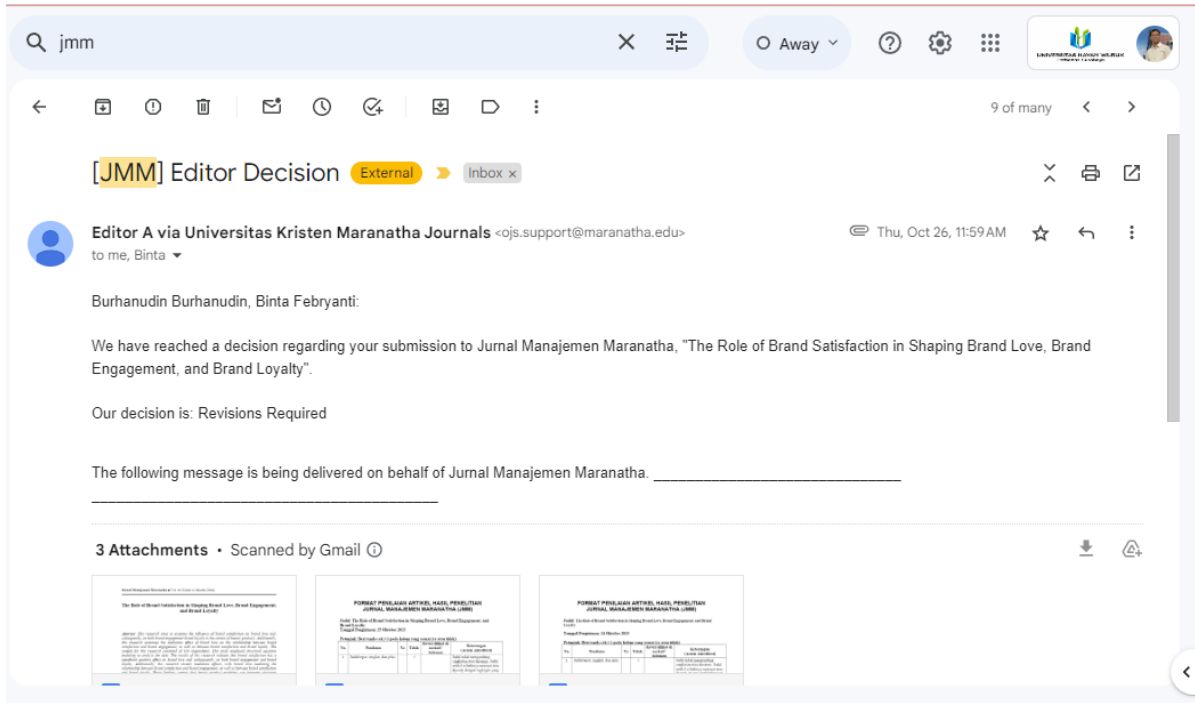 jmm
Away
UNIVERSITAS HAYAM WURUK
9 of many
[JMM] Editor Decision External Inbox ×
Editor A via Universitas Kristen Maranatha Journals <ojs.support@maranatha.edu>
Thu, Oct 26, 11:59 AM
to me, Binta
Burhanudin Burhanudin, Binta Febryanti:
We have reached a decision regarding your submission to Jurnal Manajemen Maranatha, "The Role of Brand Satisfaction in Shaping Brand Love, Brand
Engagement, and Brand Loyalty".
Our decision is: Revisions Required
The following message is being delivered on behalf of Jurnal Manajemen Maranatha. ______________________________
__________________________________________
3 Attachments • Scanned by Gmail
The Role of Brand Satisfaction in Shaping Brand Love, Brand Engagement,
and Brand Loyalty
FORMAT PENILAIAN ARTIKEL HASIL PENELITIAN
JURNAL MANAJEMEN MARANATHA (JMM)
FORMAT PENILAIAN ARTIKEL HASIL PENELITIAN
JURNAL MANAJEMEN MARANATHA (JMM)